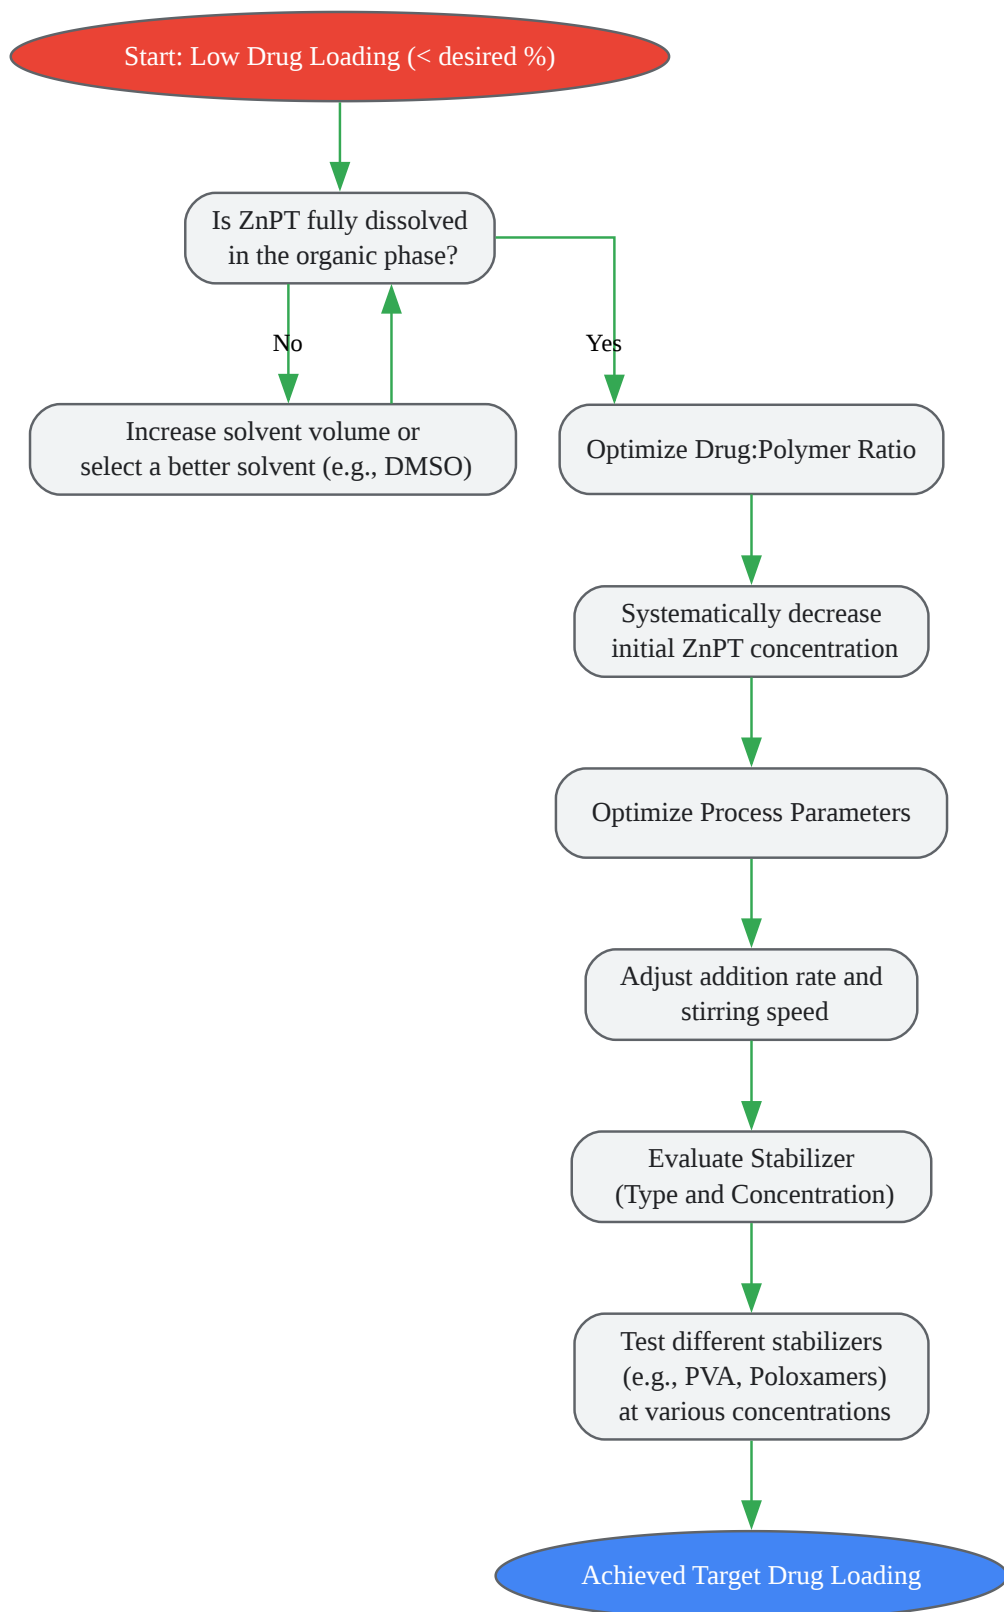 Start: Low Drug Loading (< desired %)
Is ZnPT fully dissolved
in the organic phase?
No
Yes
Increase solvent volume or
select a better solvent (e.g., DMSO)
Optimize Drug:Polymer Ratio
Systematically decrease
initial ZnPT concentration
Optimize Process Parameters
Adjust addition rate and
stirring speed
Evaluate Stabilizer
(Type and Concentration)
Test different stabilizers
(e.g., PVA, Poloxamers)
at various concentrations
Achieved Target Drug Loading